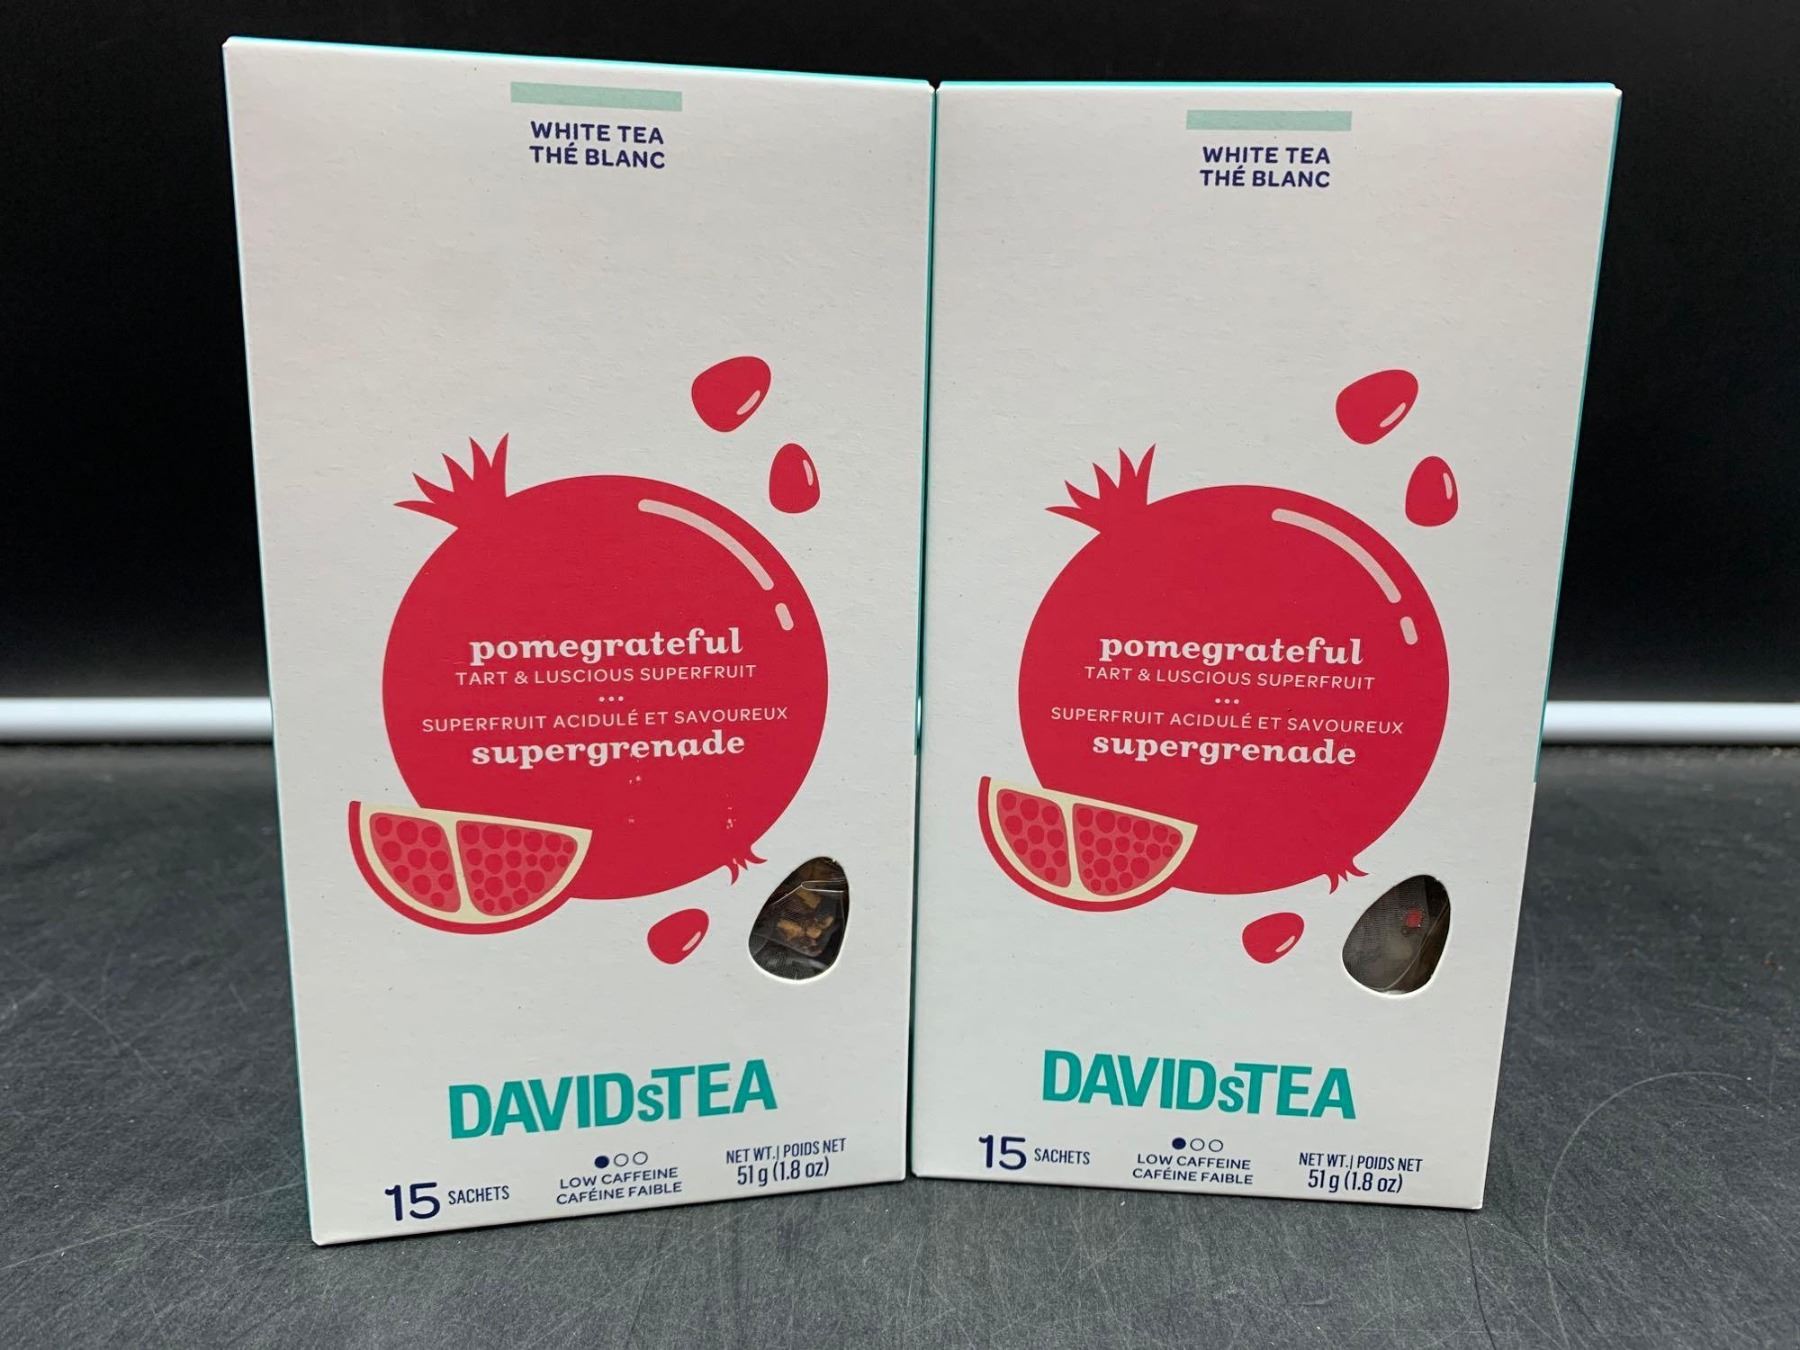 WHITE TEA
THÉ BLANC
pomegrateful
TART & LUSCIOUS SUPERFRUIT
•••
SUPERFRUIT ACIDULÉ ET SAVOUREUX
supergrenade
DAVIDsTEA
15 SACHETS
LOW CAFFEINE
CAFÉINE FAIBLE
NET WT. | POIDS NET
51 g (1.8 oz)
WHITE TEA
THÉ BLANC
pomegrateful
TART & LUSCIOUS SUPERFRUIT
•••
SUPERFRUIT ACIDULÉ ET SAVOUREUX
supergrenade
DAVIDsTEA
15 SACHETS
LOW CAFFEINE
CAFÉINE FAIBLE
NET WT. | POIDS NET
51 g (1.8 oz)